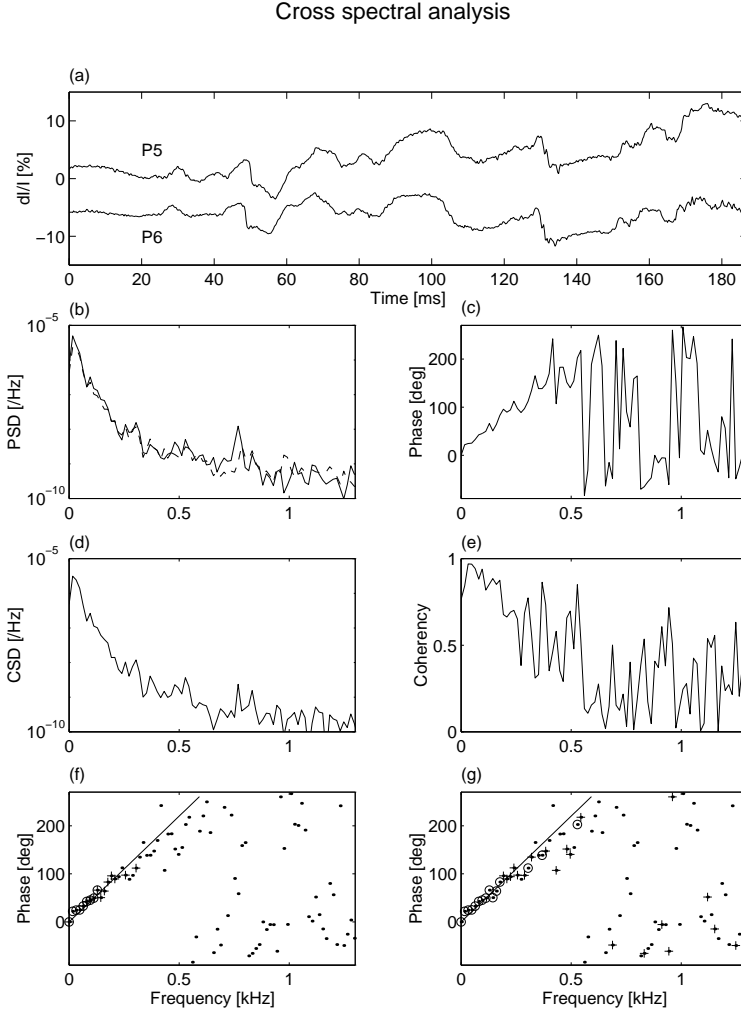 Cross spectral analysis
(a)
10
0
−10
dI/I [%]
P5
P6
0 20 40 60 80 100 120 140 160 180
Time [ms]
(b)
10−5
10−10
PSD [/Hz]
0 0.5 1
(c)
200
100
0
Phase [deg]
0 0.5 1
(d)
10−5
10−10
CSD [/Hz]
0 0.5 1
(e)
1
0.5
0
Coherency
0 0.5 1
(f)
200
100
0
Phase [deg]
0 0.5 1
Frequency [kHz]
(g)
200
100
0
Phase [deg]
0 0.5 1
Frequency [kHz]